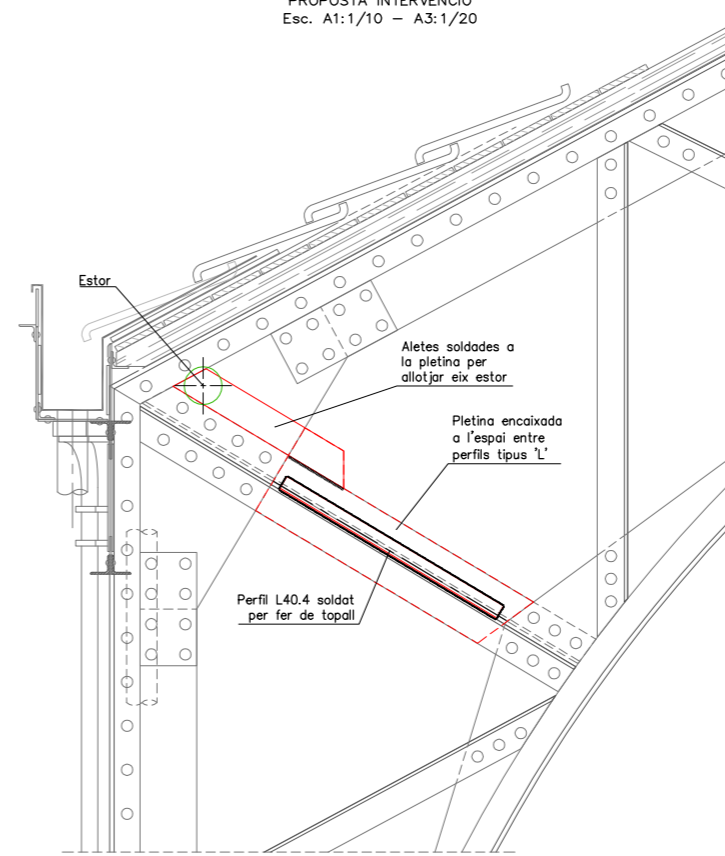 PROPOSTA INTERVENCIÓ
Esc. A1:1/10 – A3:1/20
Estor
Aletes soldades a
la pletina per
allotjar eix estor
Pletina encaixada
a l'espai entre
perfils tipus 'L'
Perfil L40.4 soldat
per fer de topall